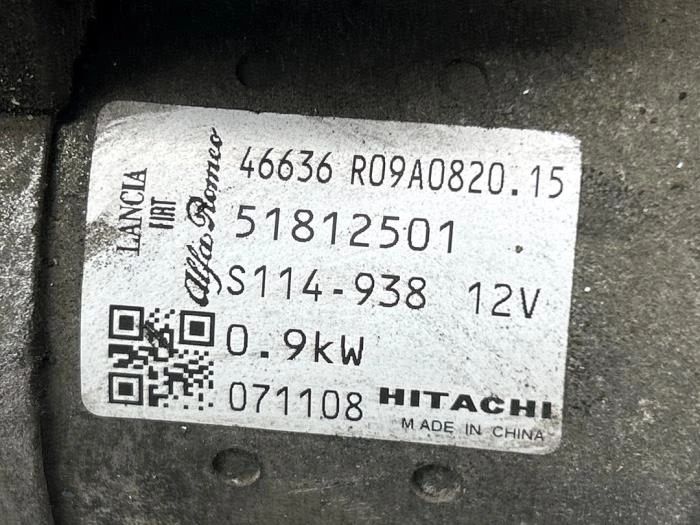 LANCIA
FIAT
Alfa Romeo
46636 R09A0820.15
51812501
S114-938 12V
0.9kW
071108 HITACHI
MADE IN CHINA